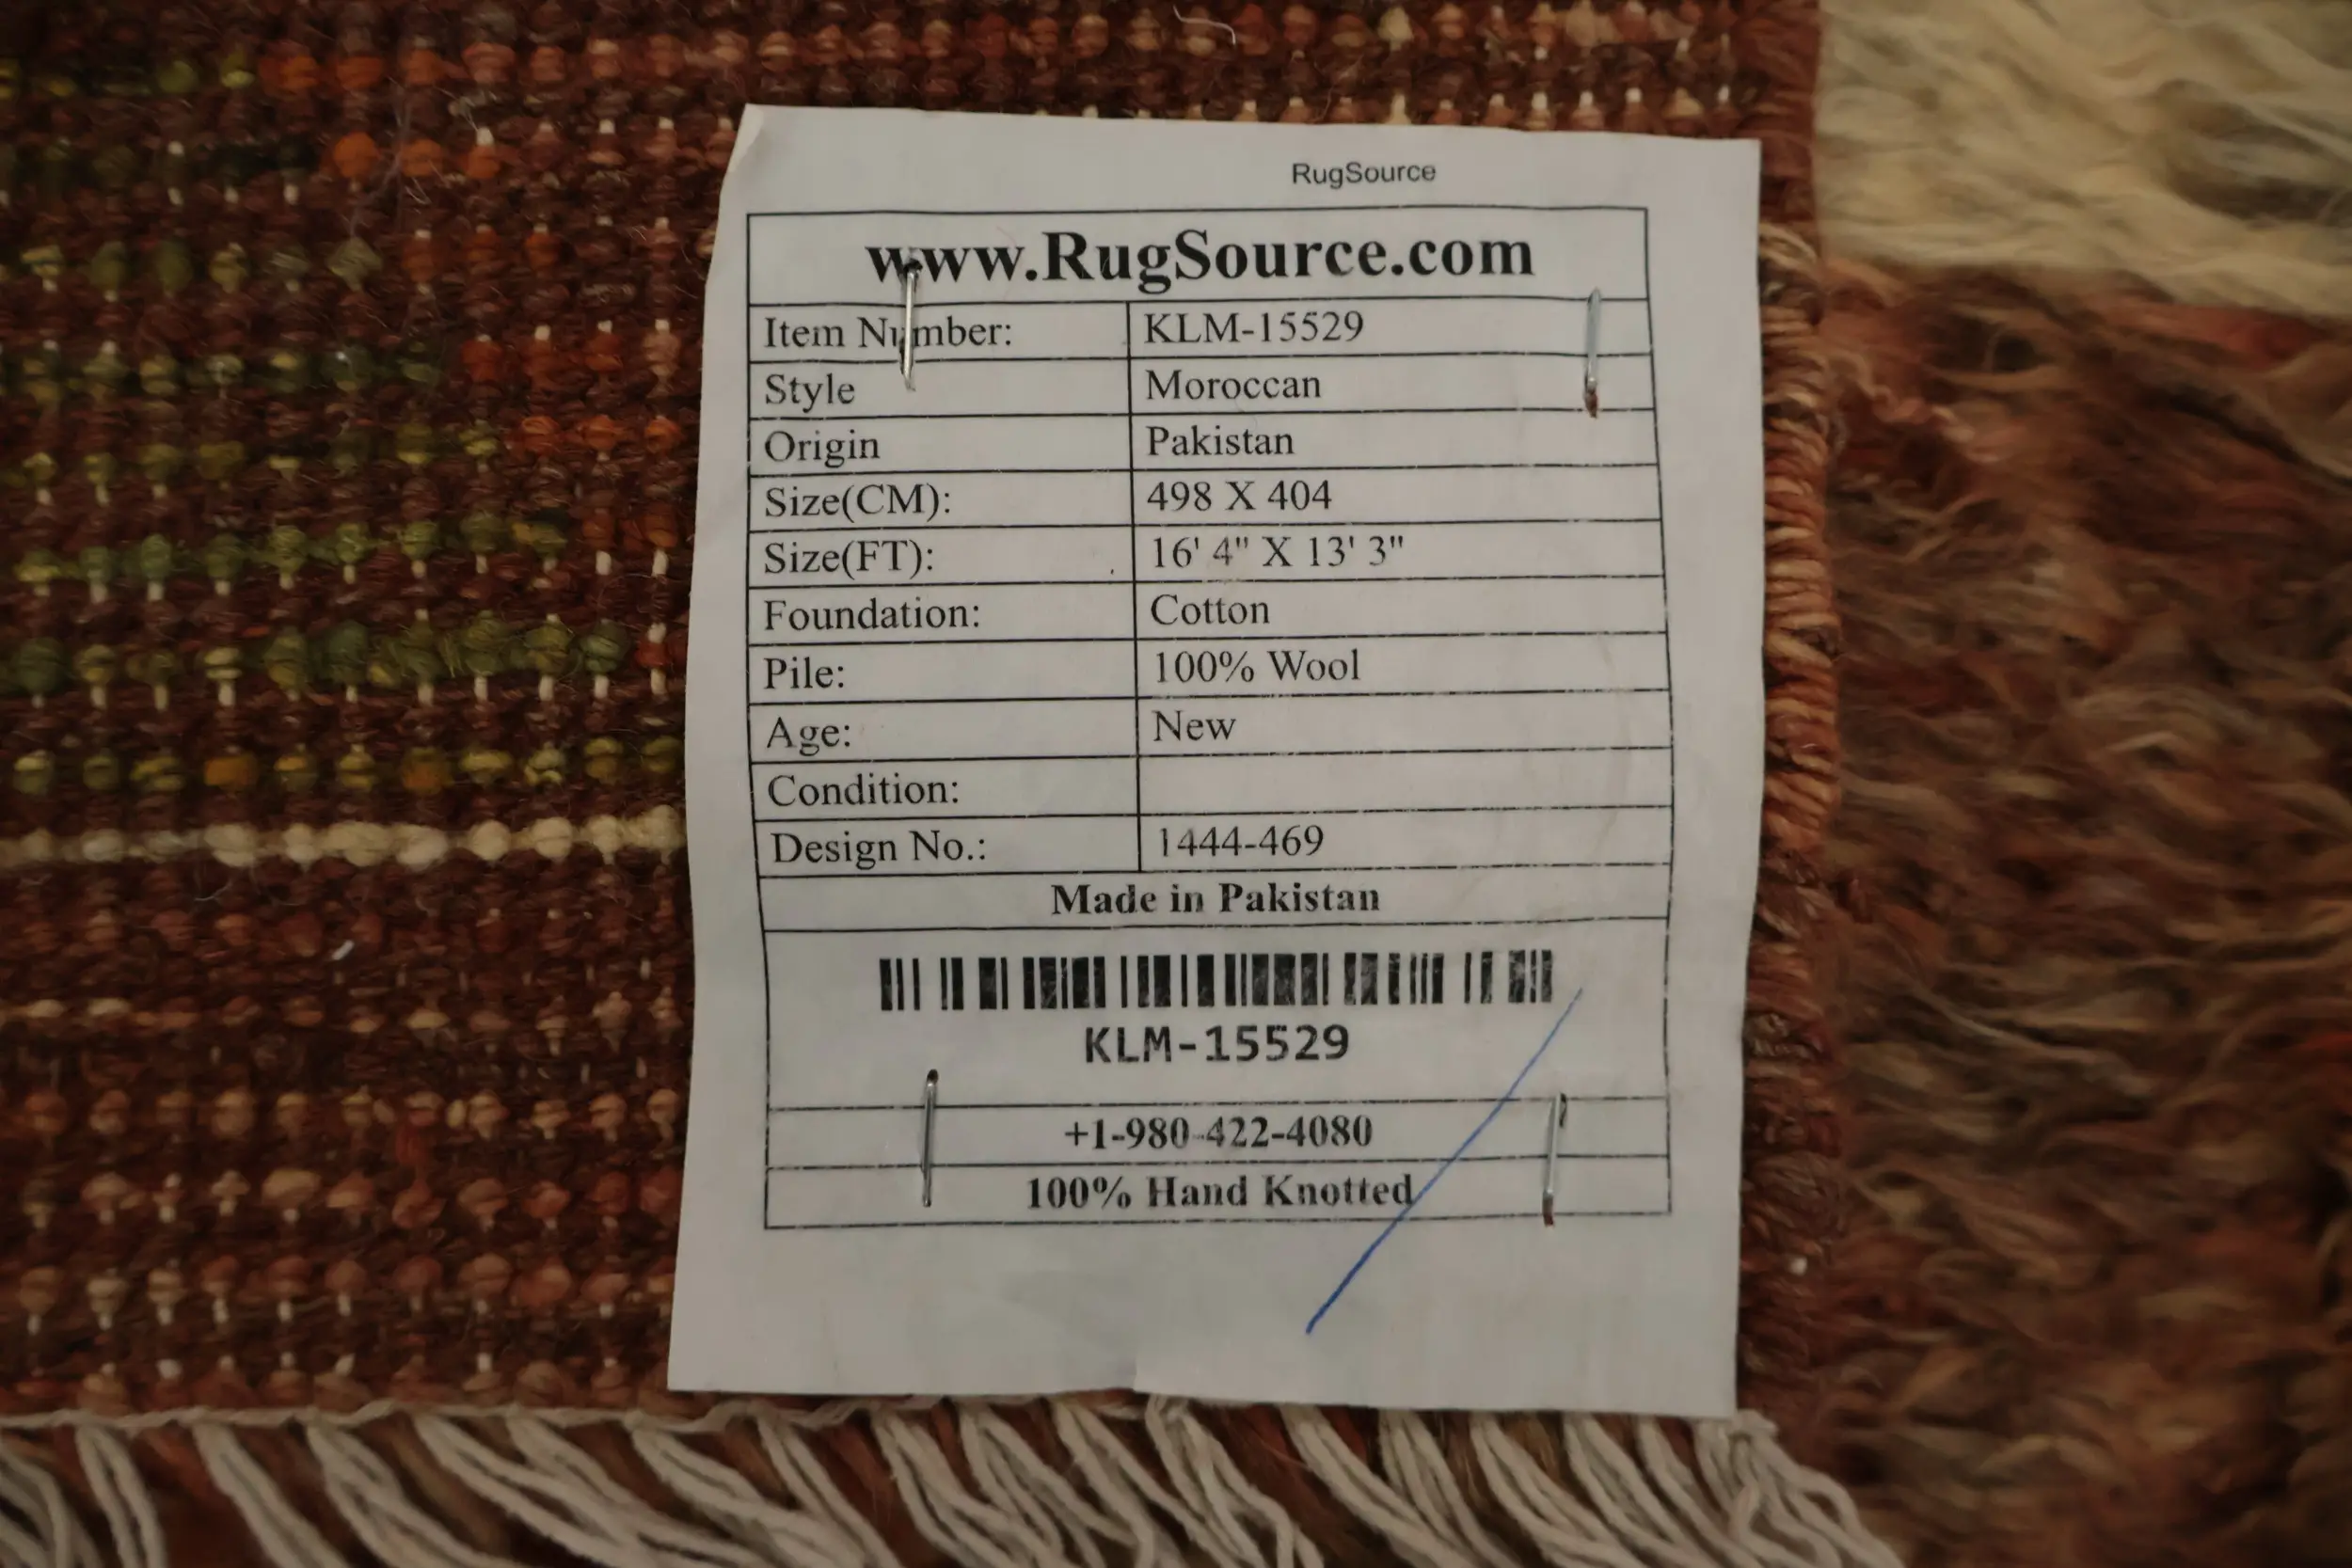 RugSource
www.RugSource.com
Item Number: KLM-15529
Style Moroccan
Origin Pakistan
Size(CM): 498 X 404
Size(FT): 16' 4" X 13' 3"
Foundation: Cotton
Pile: 100% Wool
Age: New
Condition:
Design No.: 1444-469
Made in Pakistan
KLM-15529
+1-980-422-4080
100% Hand Knotted